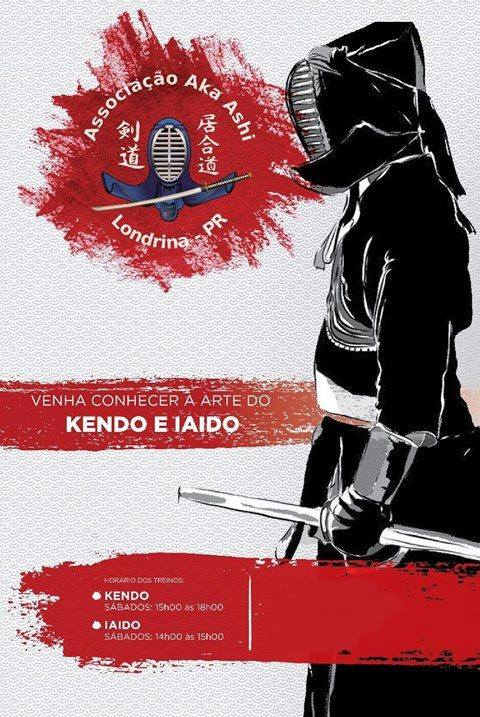 Associação Aka Ashi
剣道
居合道
Londrina PR
VENHA CONHECER A ARTE DO
KENDO E IAIDO
HORÁRIO DOS TREINOS:
KENDO
SÁBADOS: 15h00 às 18h00
IAIDO
SÁBADOS: 14h00 às 15h00